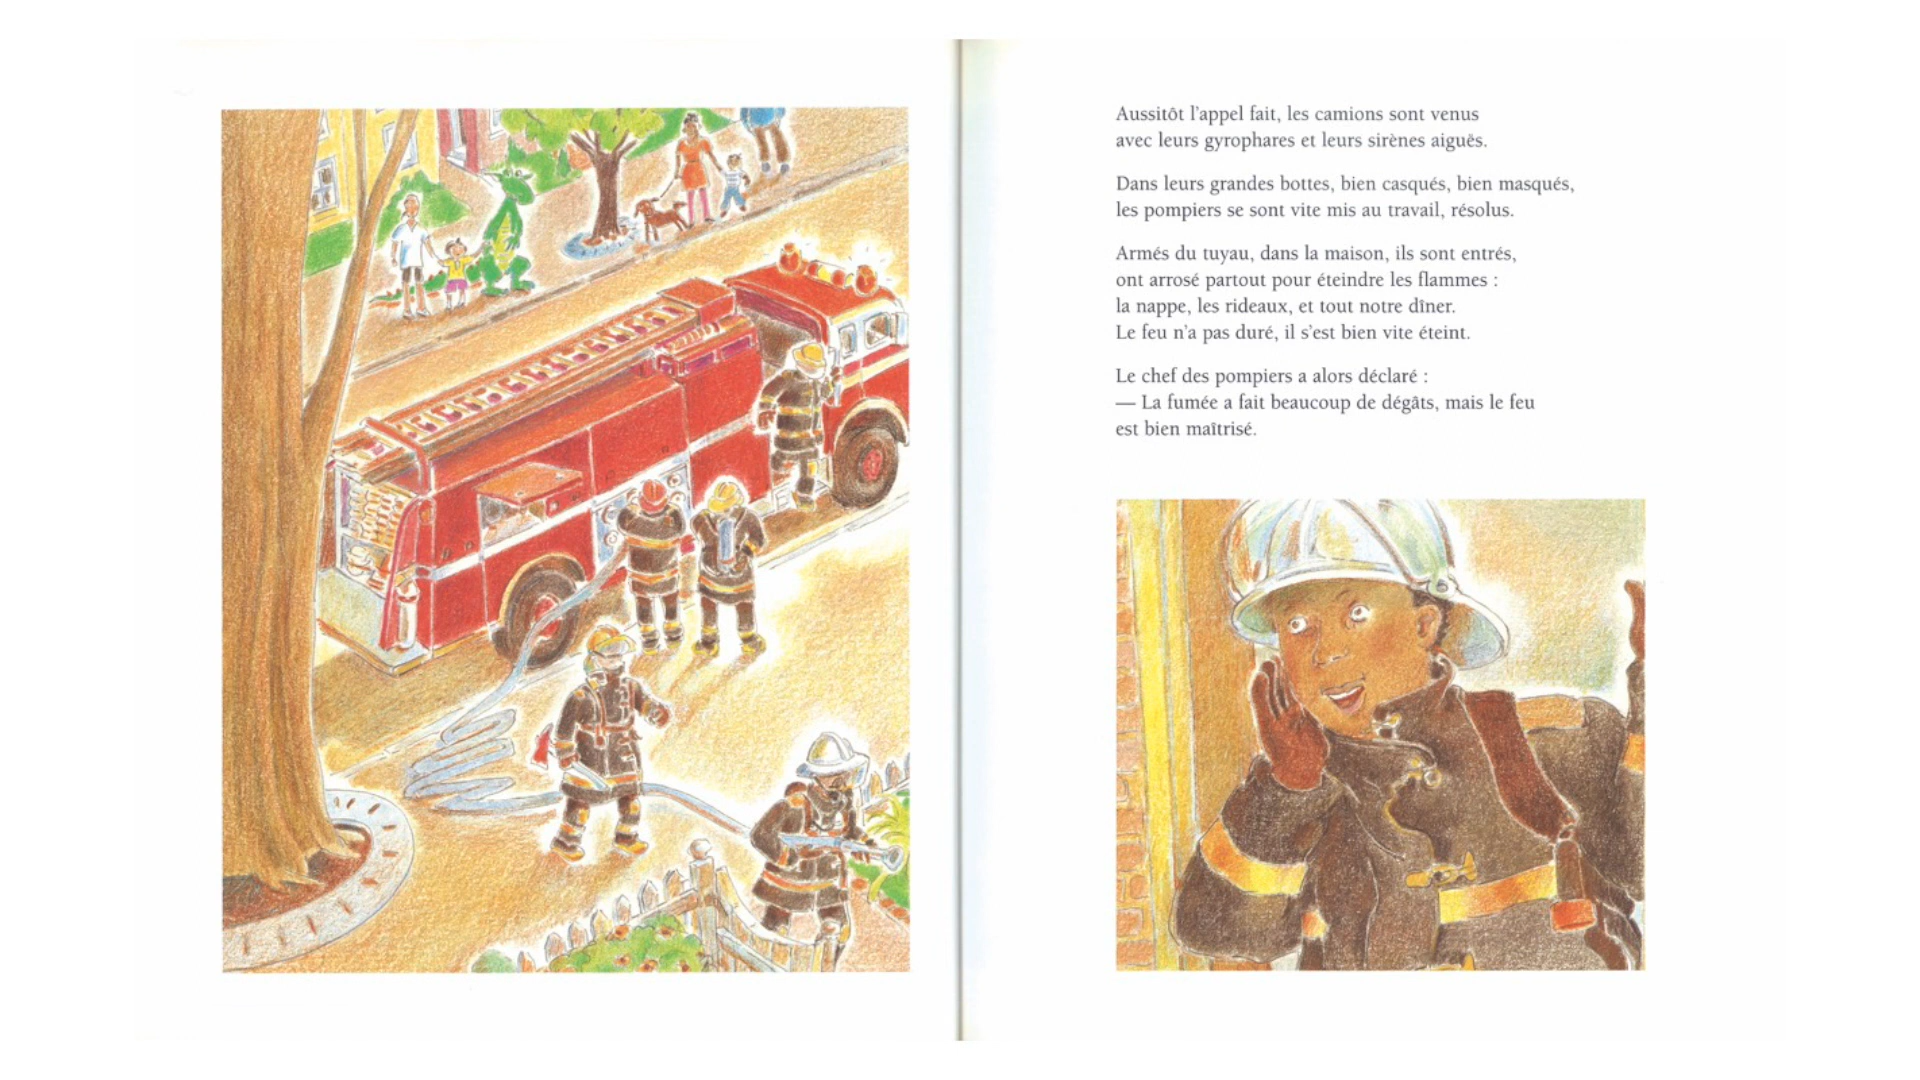 Aussitôt l'appel fait, les camions sont venus
avec leurs gyrophares et leurs sirènes aiguës.
Dans leurs grandes bottes, bien casqués, bien masqués,
les pompiers se sont vite mis au travail, résolus.
Armés du tuyau, dans la maison, ils sont entrés,
ont arrosé partout pour éteindre les flammes :
la nappe, les rideaux, et tout notre dîner.
Le feu n'a pas duré, il s'est bien vite éteint.
Le chef des pompiers a alors déclaré :
— La fumée a fait beaucoup de dégâts, mais le feu
est bien maîtrisé.